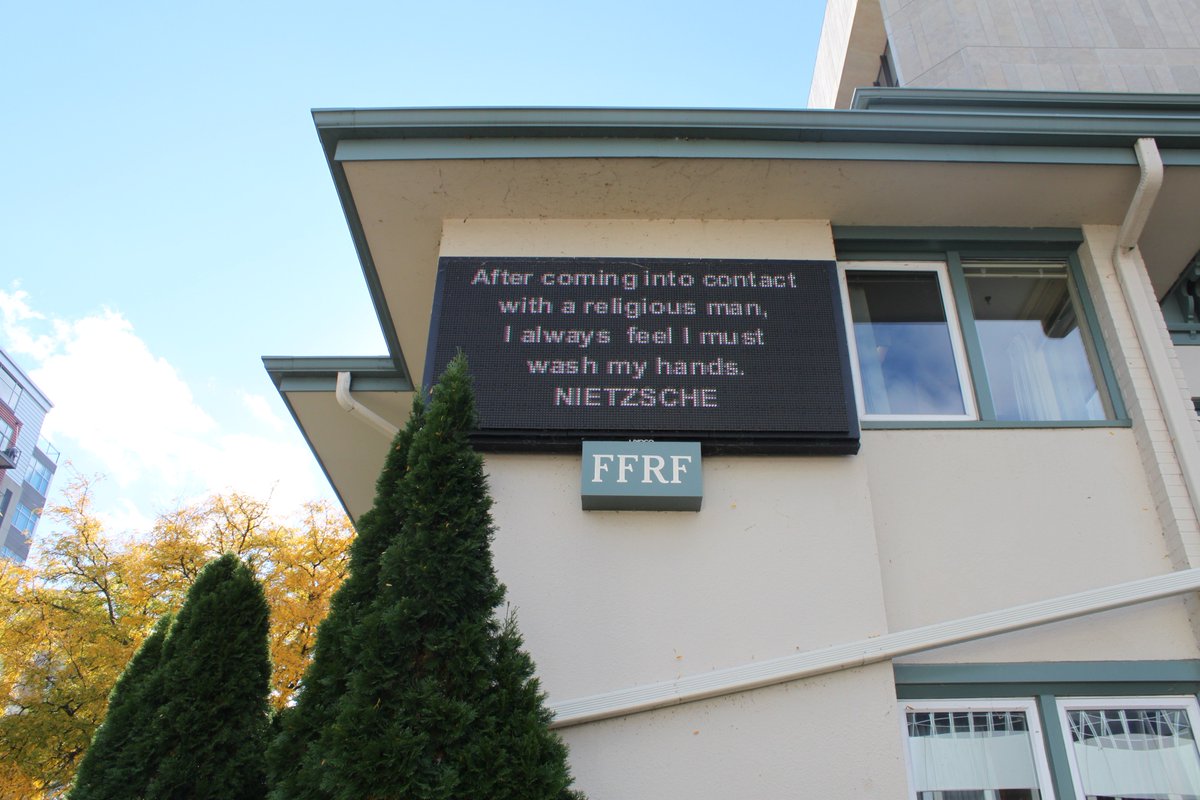 After coming into contact
with a religious man,
I always feel I must
wash my hands.
NIETZSCHE
FFRF